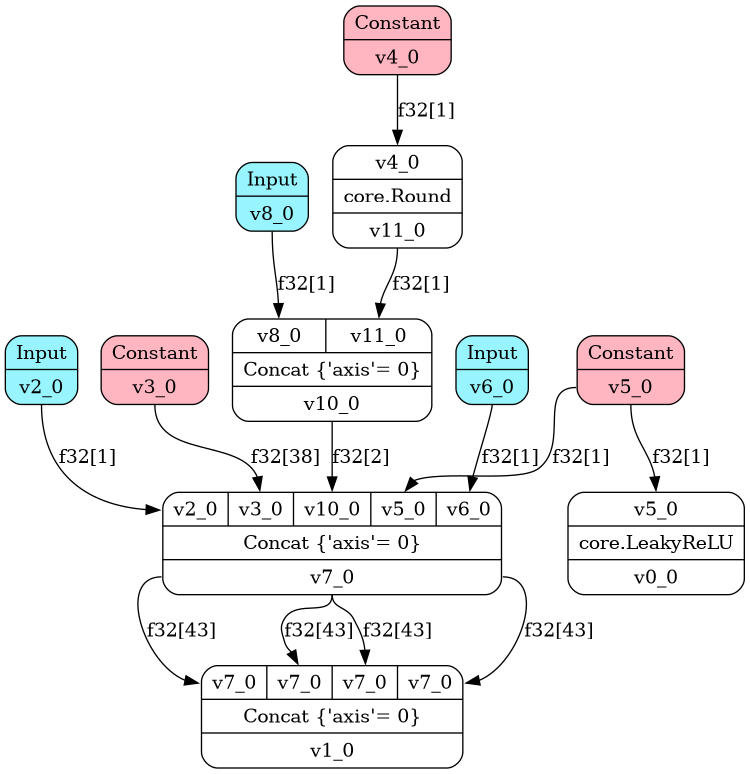 Constant
v4_0
f32[1]
v4_0
core.Round
v11_0
Input
v8_0
f32[1]
f32[1]
v8_0 v11_0
Concat {'axis'= 0}
v10_0
Input
v2_0
Constant
v3_0
Input
v6_0
Constant
v5_0
f32[1]
f32[38]
f32[2]
f32[1]
f32[1]
f32[1]
v2_0 v3_0 v10_0 v5_0 v6_0
Concat {'axis'= 0}
v7_0
v5_0
core.LeakyReLU
v0_0
f32[43]
f32[43]
f32[43]
f32[43]
v7_0 v7_0 v7_0 v7_0
Concat {'axis'= 0}
v1_0